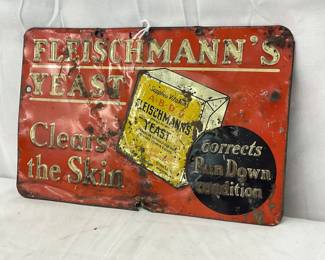 FLEISCHMANN'S
YEAST
Clears
the Skin
FLEISCHMANN'S
YEAST
Corrects
Run Down
Condition